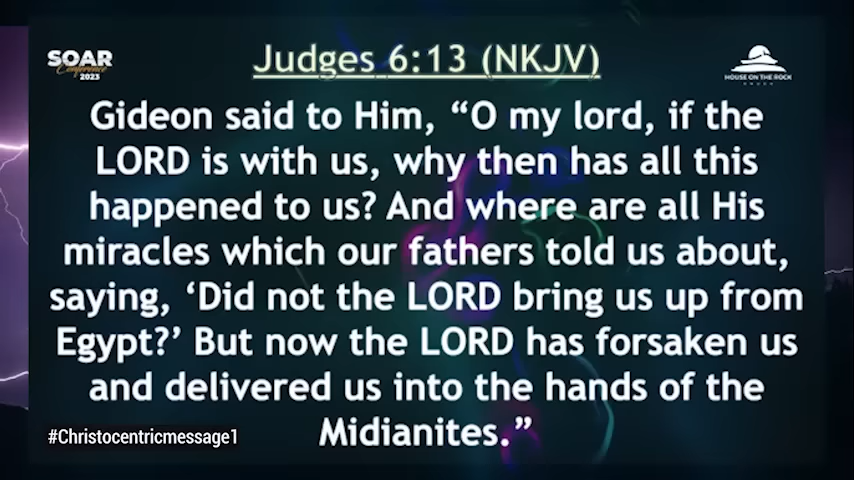 SOAR
Conference
2023
Judges 6:13 (NKJV)
HOUSE ON THE ROCK
Gideon said to Him, “O my lord, if the
LORD is with us, why then has all this
happened to us? And where are all His
miracles which our fathers told us about,
saying, ‘Did not the LORD bring us up from
Egypt?’ But now the LORD has forsaken us
and delivered us into the hands of the
Midianites.”
#Christocentricmessage1